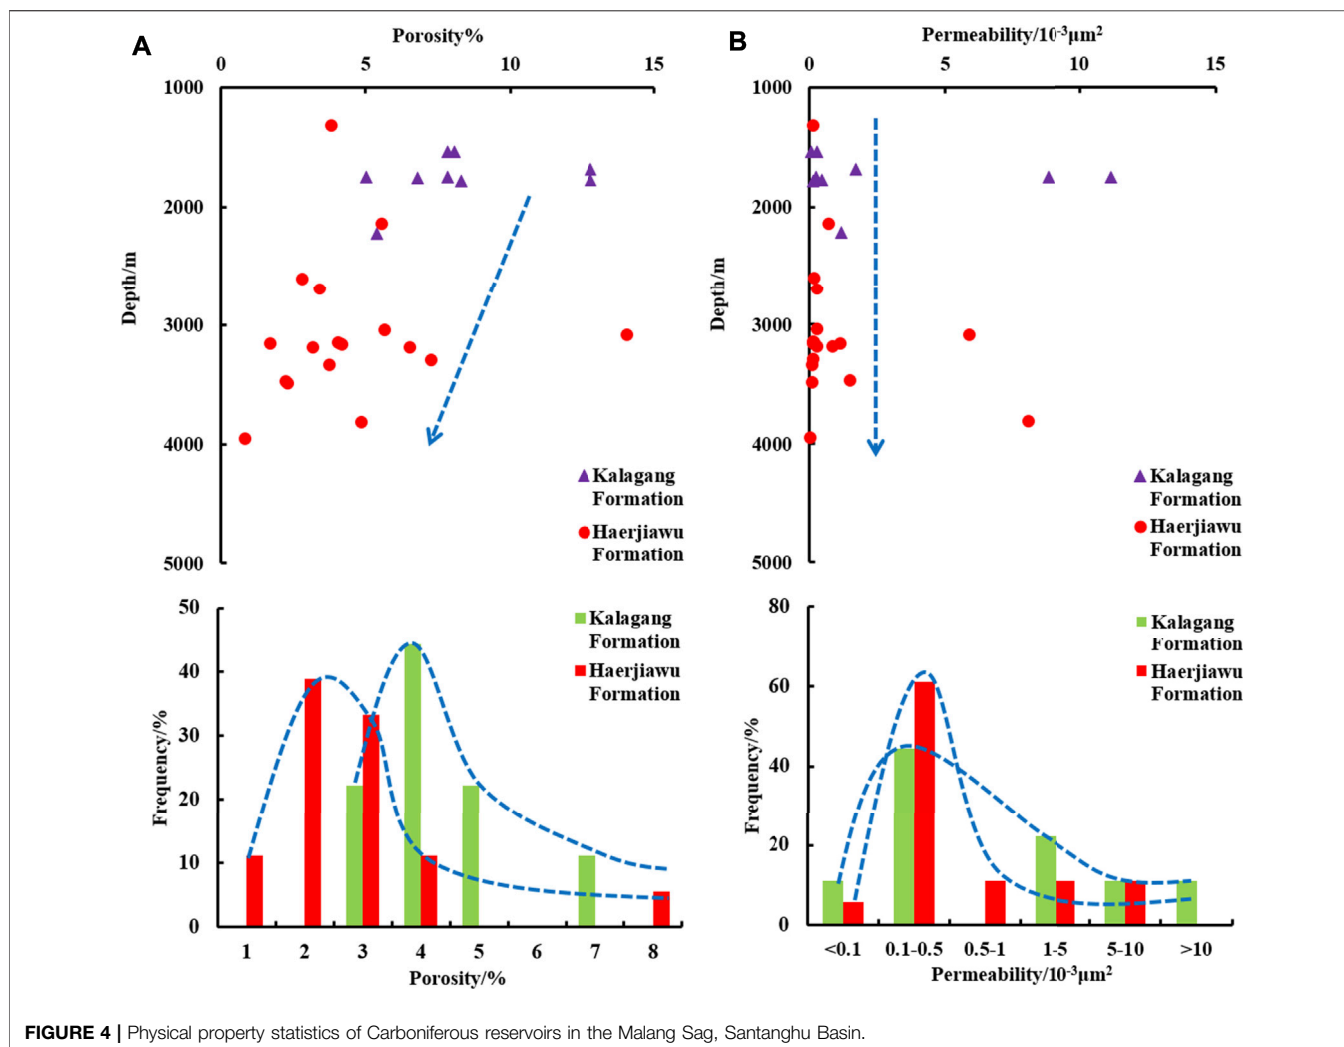 A
Porosity%
0 5 10 15
1000
2000
3000
4000
5000
Depth/m
Kalagang
Formation
Haerjiawu
Formation
B
Permeability/10⁻³μm²
0 5 10 15
1000
2000
3000
4000
5000
Depth/m
Kalagang
Formation
Haerjiawu
Formation
50
40
30
20
10
0
Frequency/%
Kalagang
Formation
Haerjiawu
Formation
1 2 3 4 5 6 7 8
Porosity/%
80
60
40
20
0
Frequency/%
Kalagang
Formation
Haerjiawu
Formation
<0.1 0.1-0.5 0.5-1 1-5 5-10 >10
Permeability/10⁻³μm²
FIGURE 4 | Physical property statistics of Carboniferous reservoirs in the Malang Sag, Santanghu Basin.